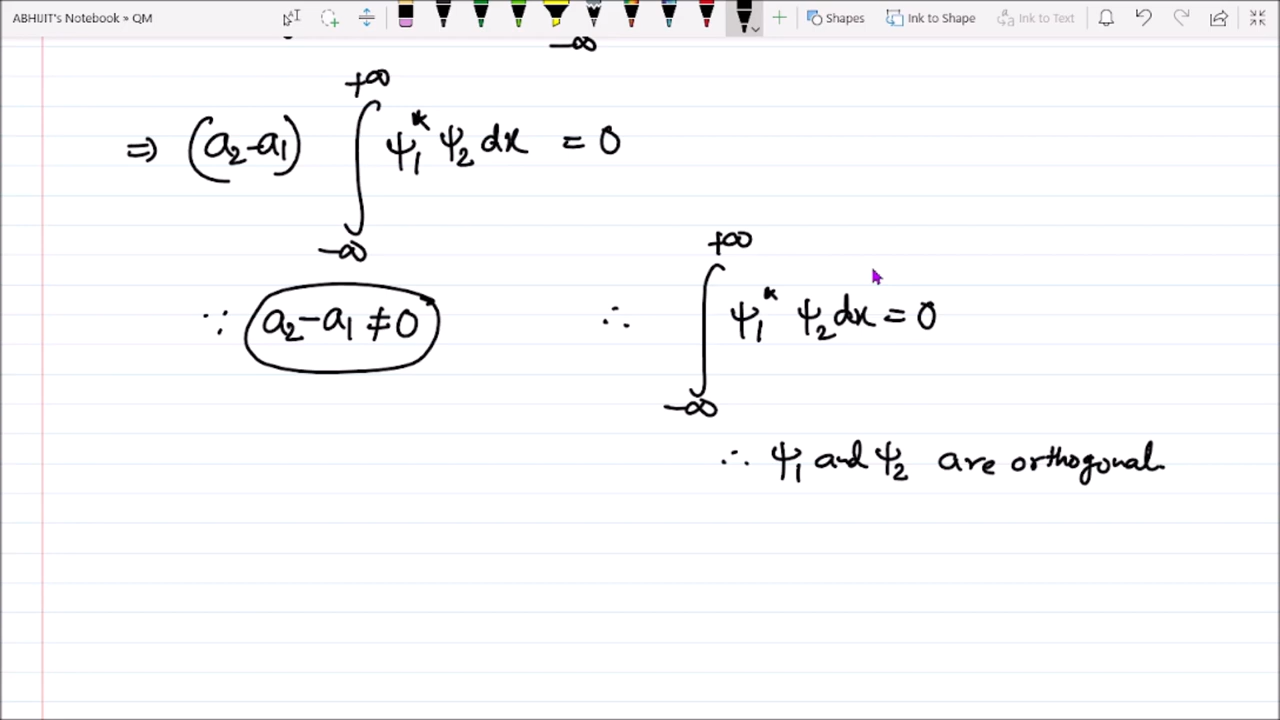 ABHIJIT's Notebook » QM Shapes Ink to Shape Ink to Text
-∞
⇒ (a₂-a₁) ∫₋∞⁺∞ ψ₁* ψ₂ dx = 0
∵ a₂-a₁ ≠ 0 ∴ ∫₋∞⁺∞ ψ₁* ψ₂ dx = 0
∴ ψ₁ and ψ₂ are orthogonal.